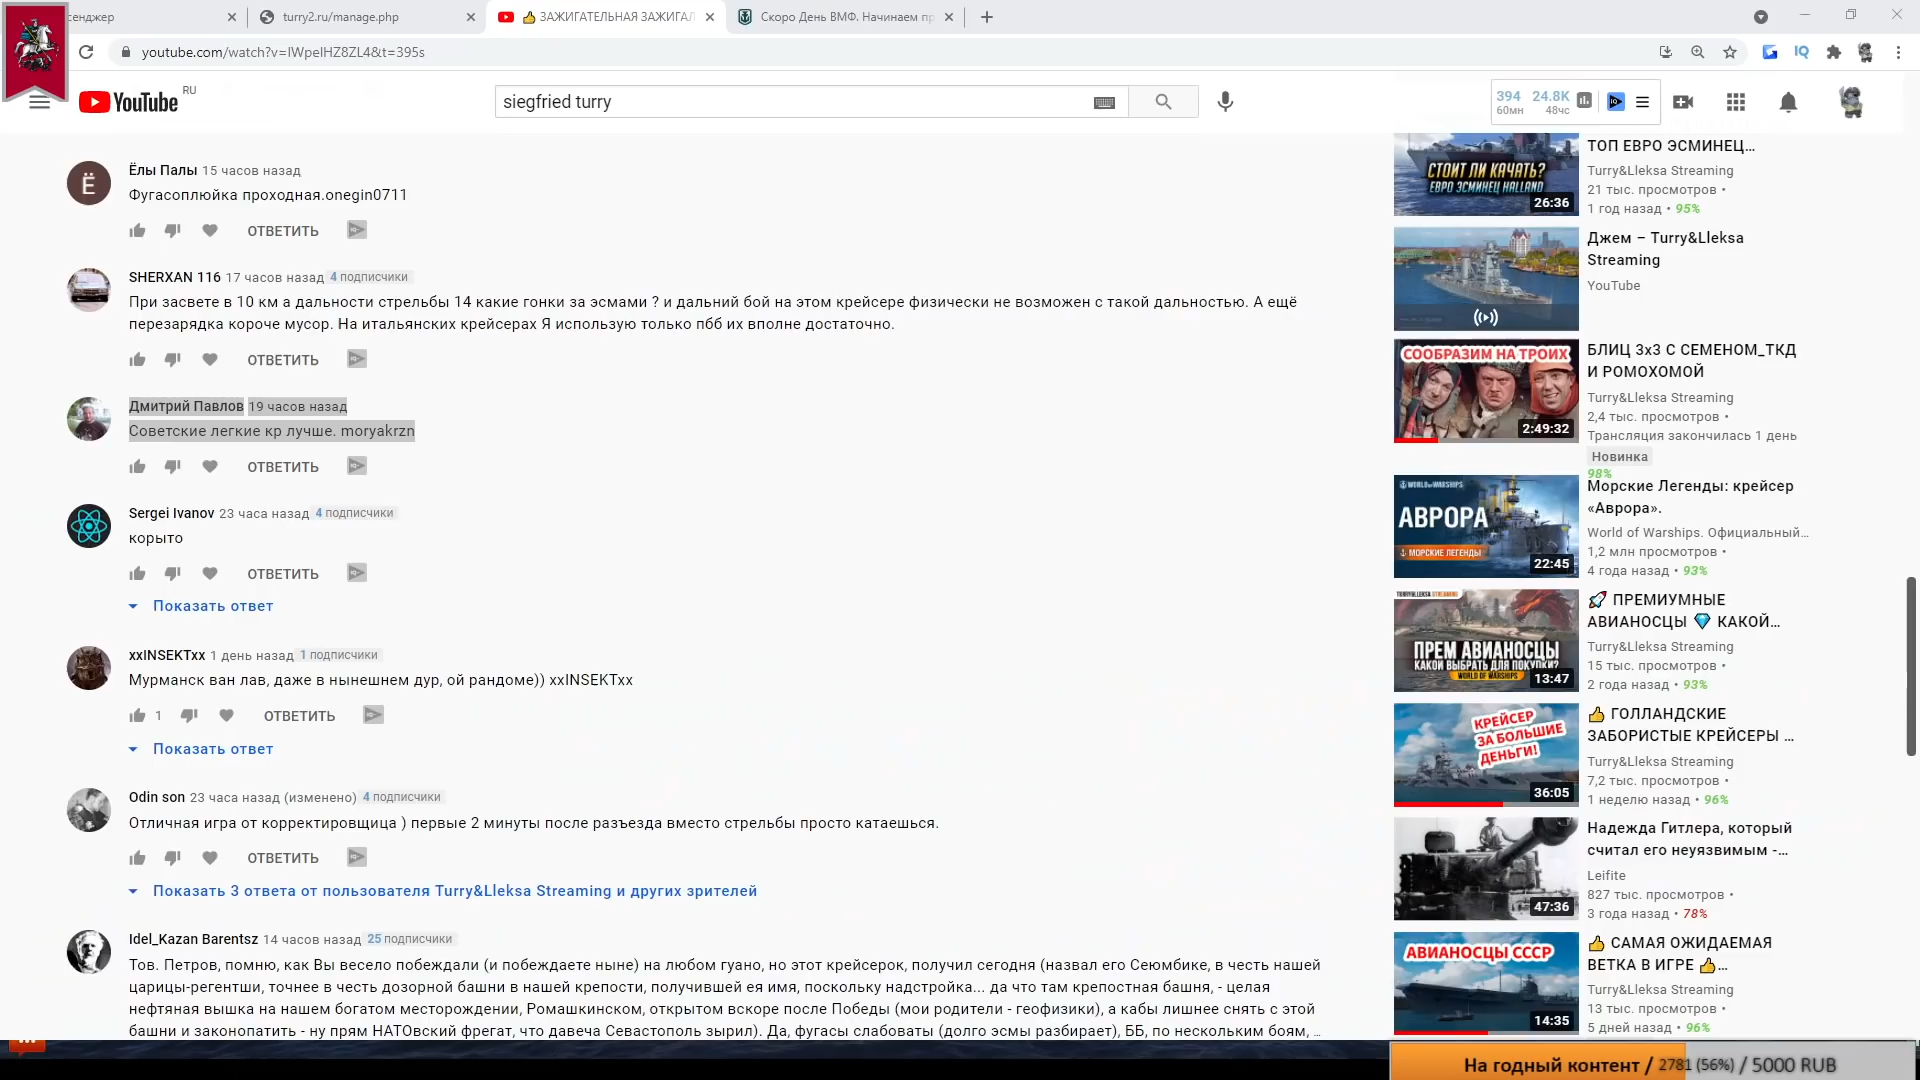 сенджер
turry2.ru/manage.php
ЗАЖИГАТЕЛЬНАЯ ЗАЖИГАЛ
Скоро День ВМФ. Начинаем пр
youtube.com/watch?v=IWpeIHZ8ZL4&t=395s
YouTube RU
siegfried turry
394 24.8K
60мн 48чс
Ёлы Палы 15 часов назад
Фугасоплюйка проходная.onegin0711
ОТВЕТИТЬ
SHERXAN 116 17 часов назад 4 подписчики
При засвете в 10 км а дальности стрельбы 14 какие гонки за эсмами ? и дальний бой на этом крейсере физически не возможен с такой дальностью. А ещё
перезарядка короче мусор. На итальянских крейсерах Я использую только пбб их вполне достаточно.
ОТВЕТИТЬ
Дмитрий Павлов 19 часов назад
Советские легкие кр лучше. moryakrzn
ОТВЕТИТЬ
Sergei Ivanov 23 часа назад 4 подписчики
корыто
ОТВЕТИТЬ
Показать ответ
xxINSEKTxx 1 день назад 1 подписчики
Мурманск ван лав, даже в нынешнем дур, ой рандоме)) xxINSEKTxx
1 ОТВЕТИТЬ
Показать ответ
Odin son 23 часа назад (изменено) 4 подписчики
Отличная игра от корректировщица ) первые 2 минуты после разъезда вместо стрельбы просто катаешься.
ОТВЕТИТЬ
Показать 3 ответа от пользователя Turry&Lleksa Streaming и других зрителей
Idel_Kazan Barentsz 14 часов назад 25 подписчики
Тов. Петров, помню, как Вы весело побеждали (и побеждаете ныне) на любом гуано, но этот крейсерок, получил сегодня (назвал его Сеюмбике, в честь нашей
царицы-регентши, точнее в честь дозорной башни в нашей крепости, получившей ея имя, поскольку надстройка... да что там крепостная башня, - целая
нефтяная вышка на нашем богатом месторождении, Ромашкинском, открытом вскоре после Победы (мои родители - геофизики), а кабы лишнее снять с этой
башни и законопатить - ну прям НАТОвский фрегат, что давеча Севастополь зырил). Да, фугасы слабоваты (долго эсмы разбирает), ББ, по нескольким боям, ...
СТОИТ ЛИ КАЧАТЬ?
ЕВРО ЭСМИНЕЦ HALLAND
26:36
ТОП ЕВРО ЭСМИНЕЦ...
Turry&Lleksa Streaming
21 тыс. просмотров •
1 год назад • 95%
Джем – Turry&Lleksa
Streaming
YouTube
СООБРАЗИМ НА ТРОИХ
2:49:32
БЛИЦ 3х3 С СЕМЕНОМ_ТКД
И РОМОХОМОЙ
Turry&Lleksa Streaming
2,4 тыс. просмотров •
Трансляция закончилась 1 день
Новинка
98%
WORLD OF WARSHIPS
АВРОРА
МОРСКИЕ ЛЕГЕНДЫ
22:45
Морские Легенды: крейсер
«Аврора».
World of Warships. Официальный...
1,2 млн просмотров •
4 года назад • 93%
TURRY&LLEKSA STREAMING
ПРЕМ АВИАНОСЦЫ
КАКОЙ ВЫБРАТЬ ДЛЯ ПОКУПКИ?
WORLD OF WARSHIPS
13:47
ПРЕМИУМНЫЕ
АВИАНОСЦЫ КАКОЙ...
Turry&Lleksa Streaming
15 тыс. просмотров •
2 года назад • 93%
КРЕЙСЕР
ЗА БОЛЬШИЕ
ДЕНЬГИ!
36:05
ГОЛЛАНДСКИЕ
ЗАБОРИСТЫЕ КРЕЙСЕРЫ ...
Turry&Lleksa Streaming
7,2 тыс. просмотров •
1 неделю назад • 96%
47:36
Надежда Гитлера, который
считал его неуязвимым -...
Leifite
827 тыс. просмотров •
3 года назад • 78%
АВИАНОСЦЫ СССР
14:35
САМАЯ ОЖИДАЕМАЯ
ВЕТКА В ИГРЕ ...
Turry&Lleksa Streaming
13 тыс. просмотров •
5 дней назад • 96%
На годный контент / 2781 (56%) / 5000 RUB